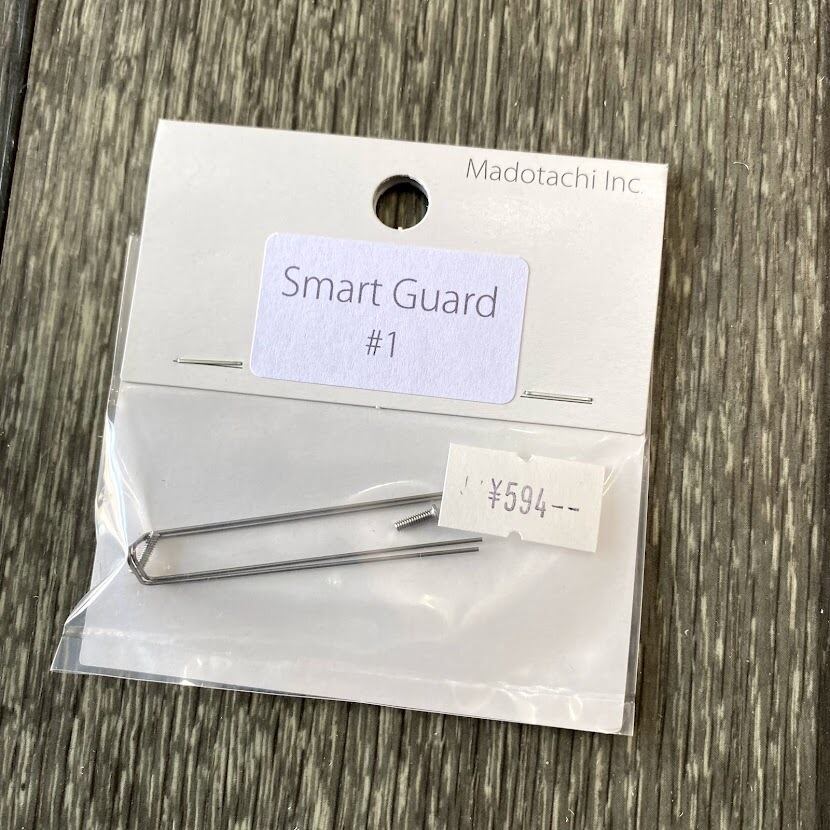 Madotachi Inc.
Smart Guard
#1
¥594--